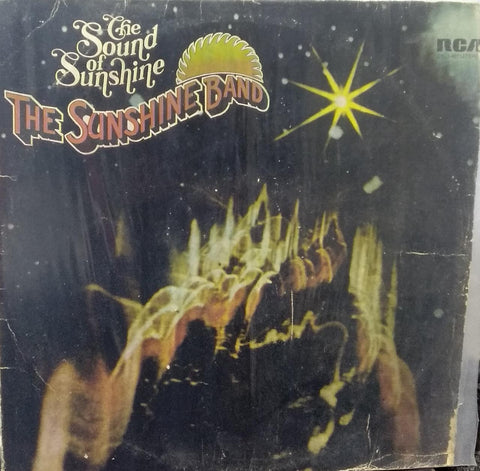 The
Sound
of
Sunshine
THE SUNSHINE BAND
RCA